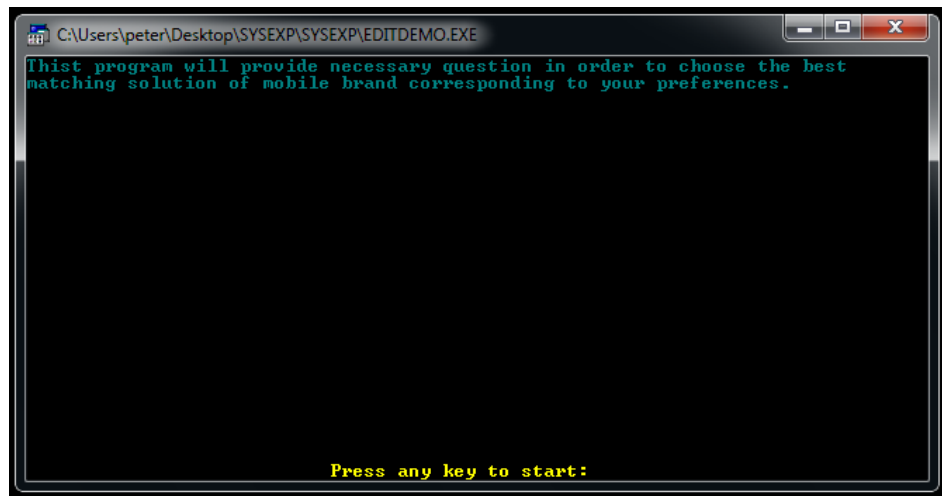 C:\Users\peter\Desktop\SYSEXP\SYSEXP\EDITDEMO.EXE
Thist program will provide necessary question in order to choose the best
matching solution of mobile brand corresponding to your preferences.
Press any key to start: